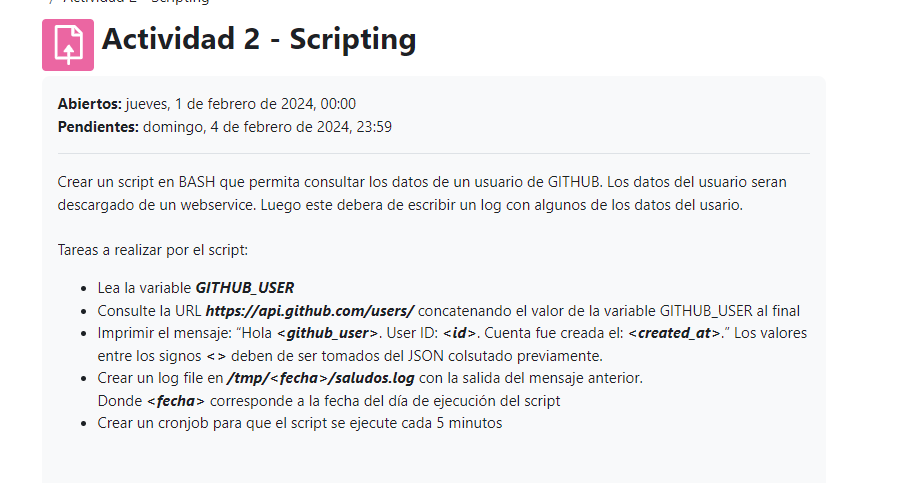 / Actividad 2 - Scripting
Actividad 2 - Scripting
Abiertos: jueves, 1 de febrero de 2024, 00:00
Pendientes: domingo, 4 de febrero de 2024, 23:59
Crear un script en BASH que permita consultar los datos de un usuario de GITHUB. Los datos del usuario seran
descargado de un webservice. Luego este debera de escribir un log con algunos de los datos del usario.
Tareas a realizar por el script:
• Lea la variable GITHUB_USER
• Consulte la URL https://api.github.com/users/ concatenando el valor de la variable GITHUB_USER al final
• Imprimir el mensaje: “Hola <github_user>. User ID: <id>. Cuenta fue creada el: <created_at>.” Los valores
entre los signos <> deben de ser tomados del JSON colsutado previamente.
• Crear un log file en /tmp/<fecha>/saludos.log con la salida del mensaje anterior.
Donde <fecha> corresponde a la fecha del día de ejecución del script
• Crear un cronjob para que el script se ejecute cada 5 minutos